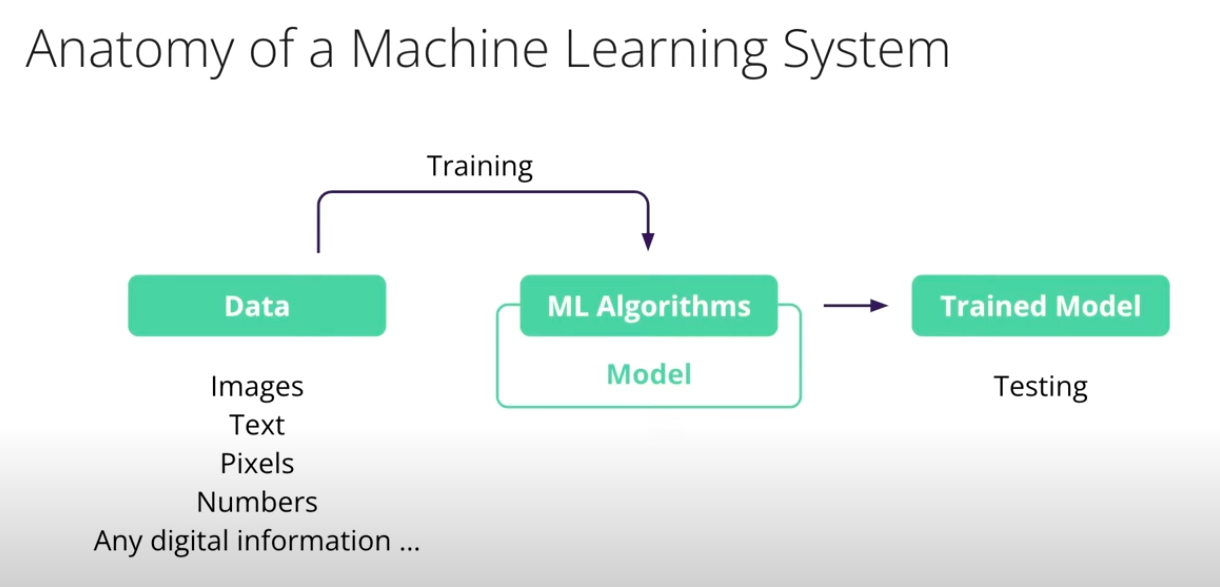 Anatomy of a Machine Learning System
Training
Data
ML Algorithms
Trained Model
Model
Images
Text
Pixels
Numbers
Any digital information ...
Testing